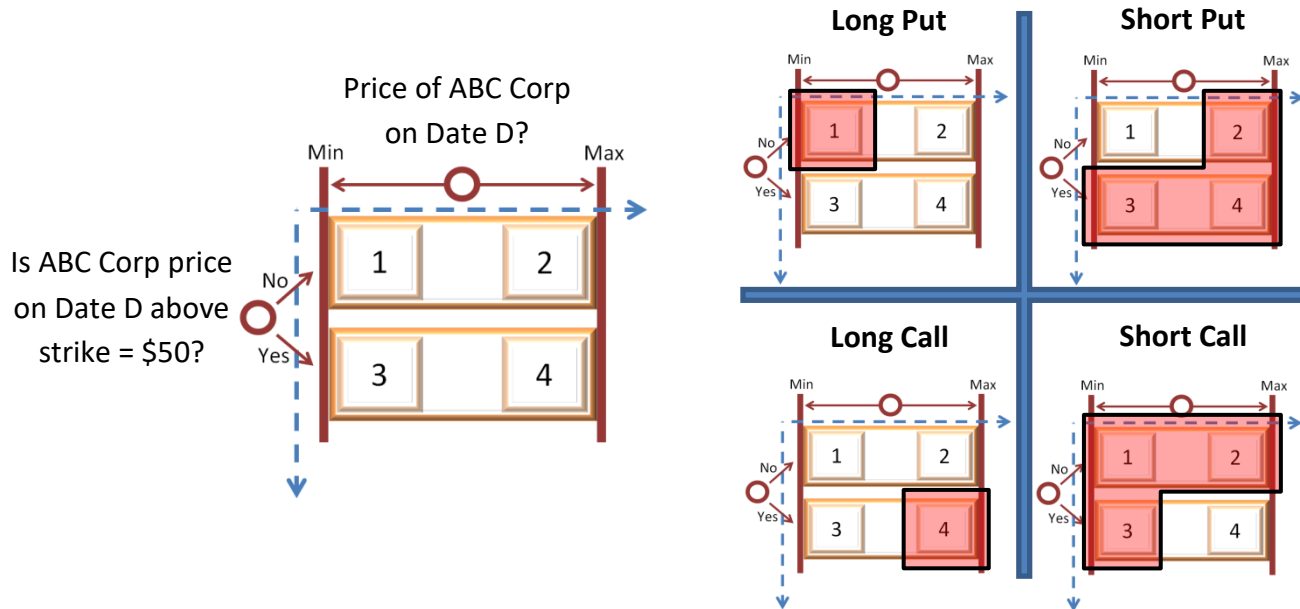 Price of ABC Corp
on Date D?
Min
Max
Is ABC Corp price
on Date D above
strike = $50?
No
Yes
1
2
3
4
Long Put
Min
Max
No
Yes
1
2
3
4
Short Put
Min
Max
No
Yes
1
2
3
4
Long Call
Min
Max
No
Yes
1
2
3
4
Short Call
Min
Max
No
Yes
1
2
3
4